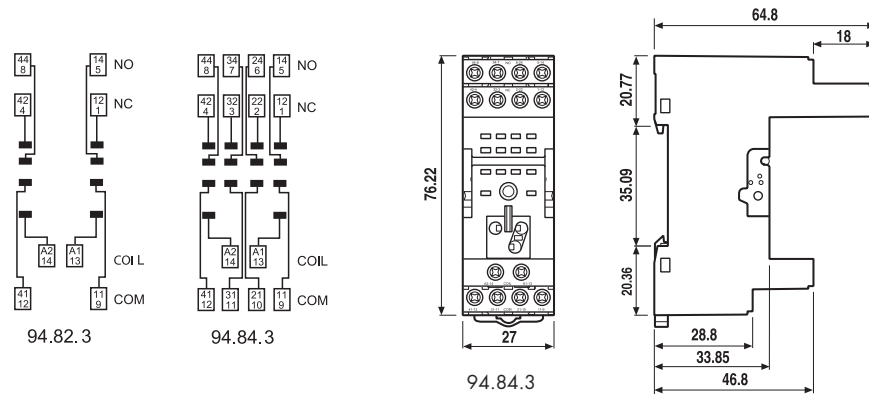 44 8
14 5
NO
42 4
12 1
NC
A2 14
A1 13
COIL
41 12
11 9
COM
94.82.3
44 8
34 7
24 6
14 5
NO
42 4
32 3
22 2
12 1
NC
A2 14
A1 13
COIL
41 12
31 11
21 10
11 9
COM
94.84.3
76.22
27
94.84.3
64.8
18
20.77
35.09
20.36
28.8
33.85
46.8